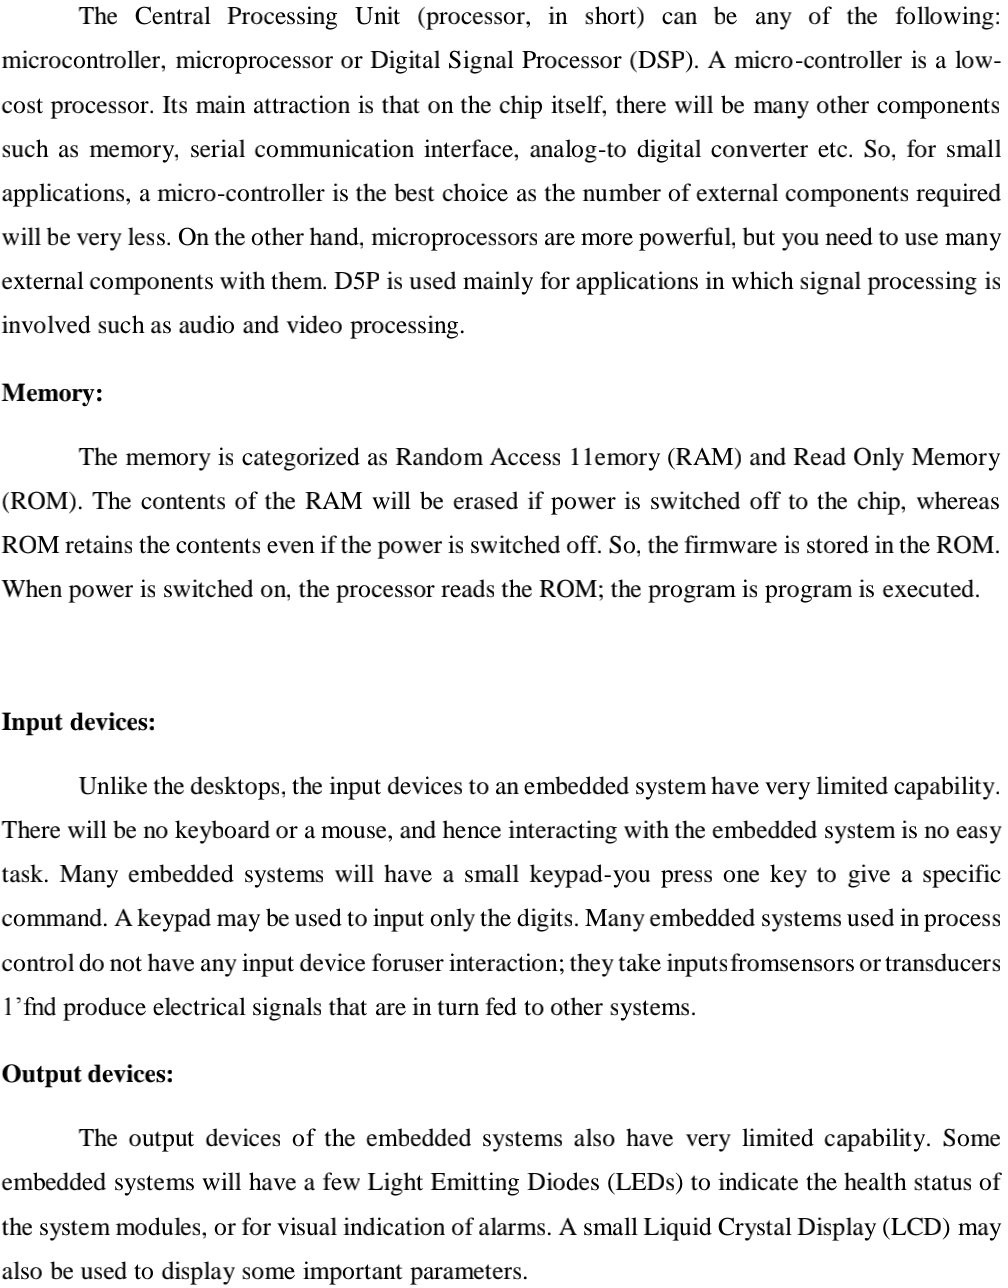 The Central Processing Unit (processor, in short) can be any of the following:
microcontroller, microprocessor or Digital Signal Processor (DSP). A micro-controller is a low-
cost processor. Its main attraction is that on the chip itself, there will be many other components
such as memory, serial communication interface, analog-to digital converter etc. So, for small
applications, a micro-controller is the best choice as the number of external components required
will be very less. On the other hand, microprocessors are more powerful, but you need to use many
external components with them. D5P is used mainly for applications in which signal processing is
involved such as audio and video processing.
Memory:
The memory is categorized as Random Access 11emory (RAM) and Read Only Memory
(ROM). The contents of the RAM will be erased if power is switched off to the chip, whereas
ROM retains the contents even if the power is switched off. So, the firmware is stored in the ROM.
When power is switched on, the processor reads the ROM; the program is program is executed.
Input devices:
Unlike the desktops, the input devices to an embedded system have very limited capability.
There will be no keyboard or a mouse, and hence interacting with the embedded system is no easy
task. Many embedded systems will have a small keypad-you press one key to give a specific
command. A keypad may be used to input only the digits. Many embedded systems used in process
control do not have any input device foruser interaction; they take inputsfromsensors or transducers
1’fnd produce electrical signals that are in turn fed to other systems.
Output devices:
The output devices of the embedded systems also have very limited capability. Some
embedded systems will have a few Light Emitting Diodes (LEDs) to indicate the health status of
the system modules, or for visual indication of alarms. A small Liquid Crystal Display (LCD) may
also be used to display some important parameters.